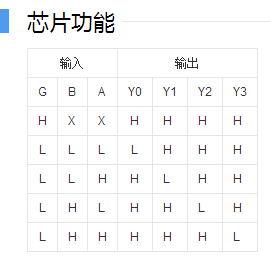 芯片功能
输入 输出
G B A Y0 Y1 Y2 Y3
H X X H H H H
L L L L H H H
L L H H L H H
L H L H H L H
L H H H H H L